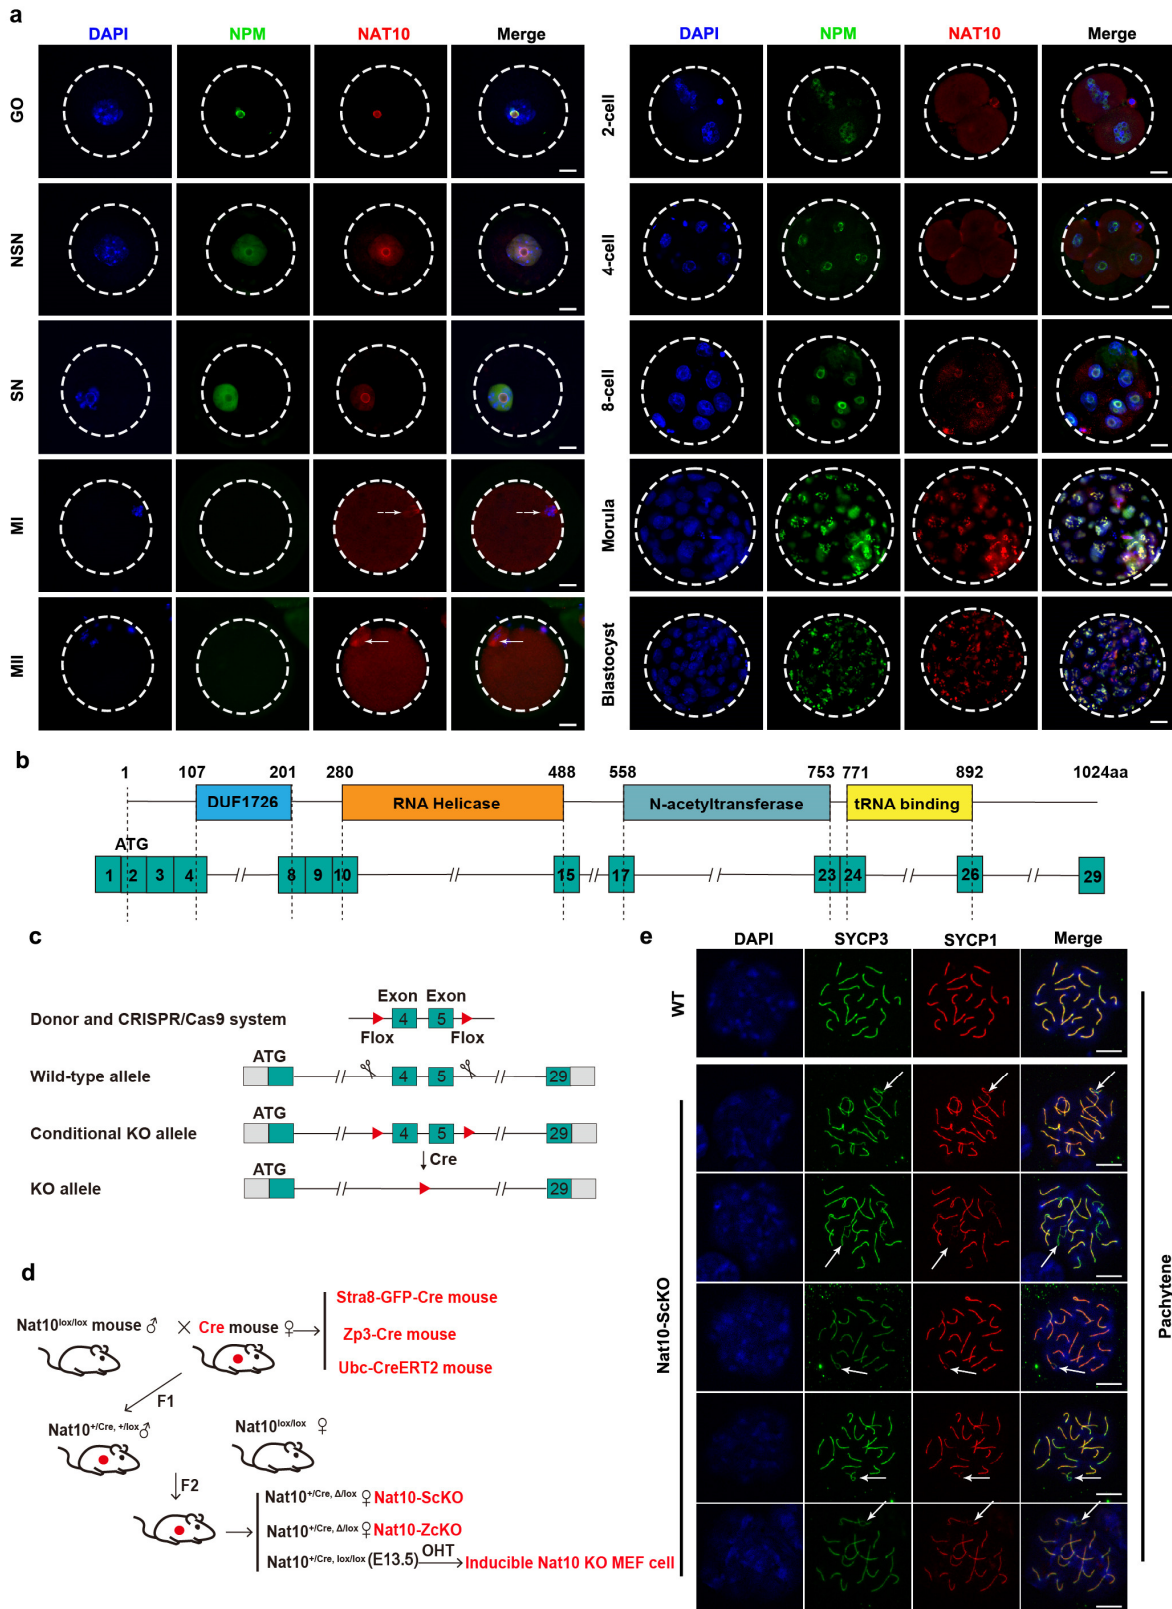 a
DAPI NPM NAT10 Merge
GO
NSN
SN
MI
MII
DAPI NPM NAT10 Merge
2-cell
4-cell
8-cell
Morula
Blastocyst
b
1 107 201 280 488 558 753 771 892 1024aa
DUF1726 RNA Helicase N-acetyltransferase tRNA binding
ATG
1 2 3 4 8 9 10 15 17 23 24 26 29
c
Exon Exon
Donor and CRISPR/Cas9 system 4 5
Flox Flox
ATG
Wild-type allele 4 5 29
Conditional KO allele ATG 4 5 29
Cre
ATG
KO allele 29
d
Nat10lox/lox mouse ♂ × Cre mouse ♀
Stra8-GFP-Cre mouse
Zp3-Cre mouse
Ubc-CreERT2 mouse
F1
Nat10+/Cre, +/lox ♂ Nat10lox/lox ♀
F2
Nat10+/Cre, Δ/lox ♀ Nat10-ScKO
Nat10+/Cre, Δ/lox ♀ Nat10-ZcKO
Nat10+/Cre, lox/lox (E13.5) OHT Inducible Nat10 KO MEF cell
e
DAPI SYCP3 SYCP1 Merge
WT
Nat10-ScKO
Pachytene